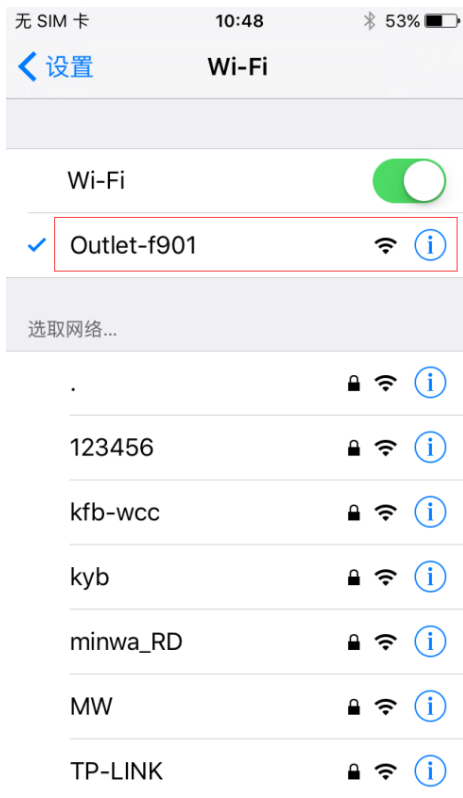 无 SIM 卡 10:48 53%
设置 Wi-Fi
Wi-Fi
Outlet-f901
选取网络...
.
123456
kfb-wcc
kyb
minwa_RD
MW
TP-LINK